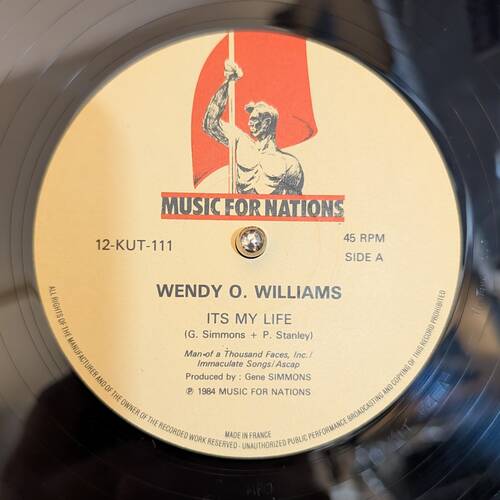 MUSIC FOR NATIONS
12-KUT-111
45 RPM
SIDE A
WENDY O. WILLIAMS
ITS MY LIFE
(G. Simmons + P. Stanley)
Man of a Thousand Faces, Inc./
Immaculate Songs/Ascap
Produced by : Gene SIMMONS
℗ 1984 MUSIC FOR NATIONS
MADE IN FRANCE
ALL RIGHTS OF THE MANUFACTURER AND OF THE OWNER OF THE RECORDED WORK RESERVED - UNAUTHORIZED PUBLIC PERFORMANCE BROADCASTING AND COPYING OF THIS RECORD PROHIBITED